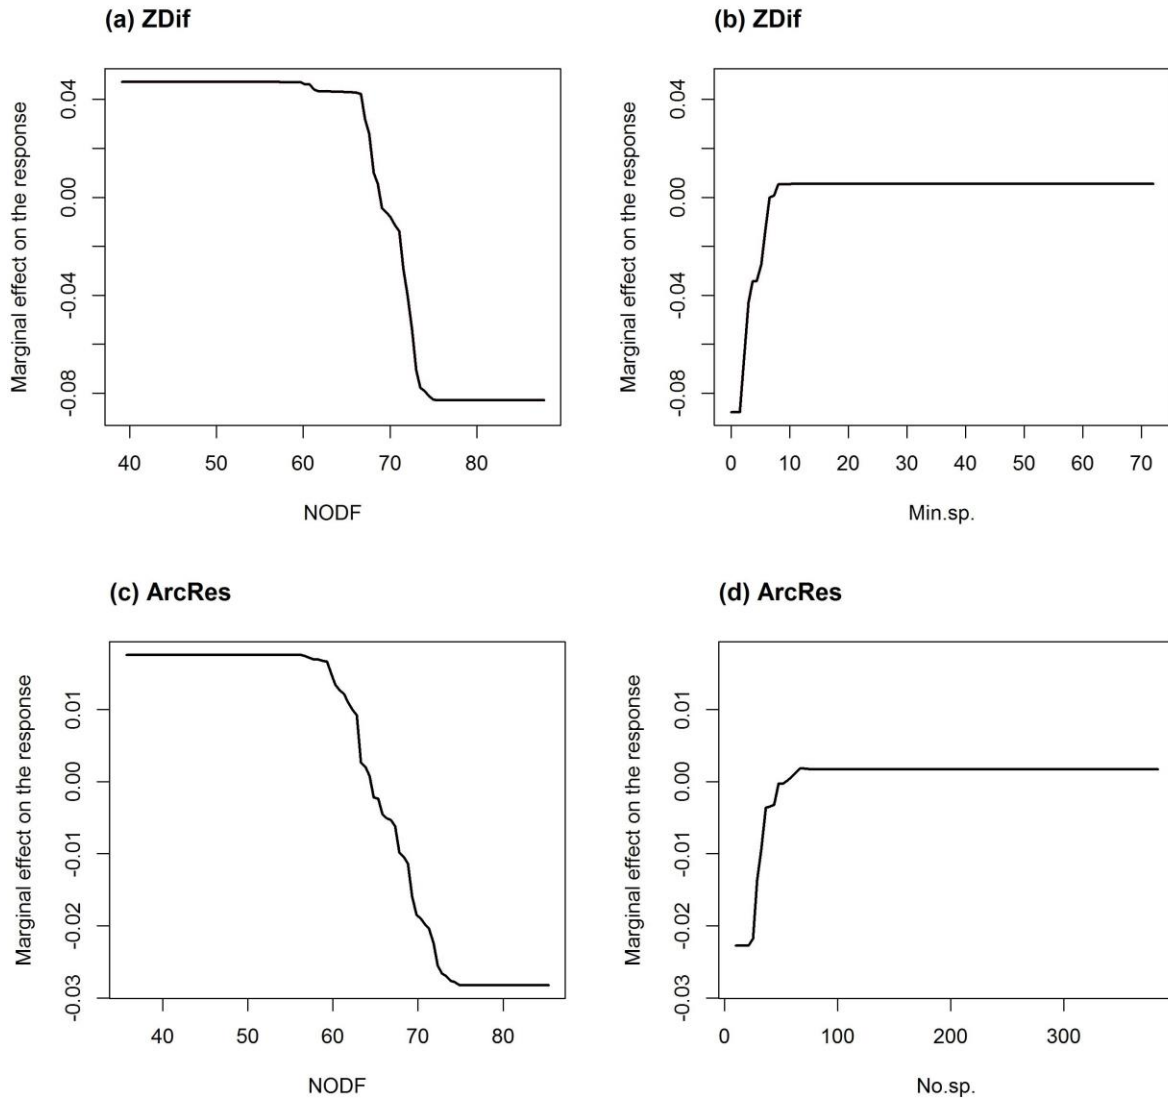 (a) ZDif
Marginal effect on the response
0.04
0.00
-0.04
-0.08
40 50 60 70 80
NODF
(b) ZDif
Marginal effect on the response
0.04
0.00
-0.04
-0.08
0 10 20 30 40 50 60 70
Min.sp.
(c) ArcRes
Marginal effect on the response
0.01
0.00
-0.01
-0.02
-0.03
40 50 60 70 80
NODF
(d) ArcRes
Marginal effect on the response
0.01
0.00
-0.01
-0.02
-0.03
0 100 200 300
No.sp.